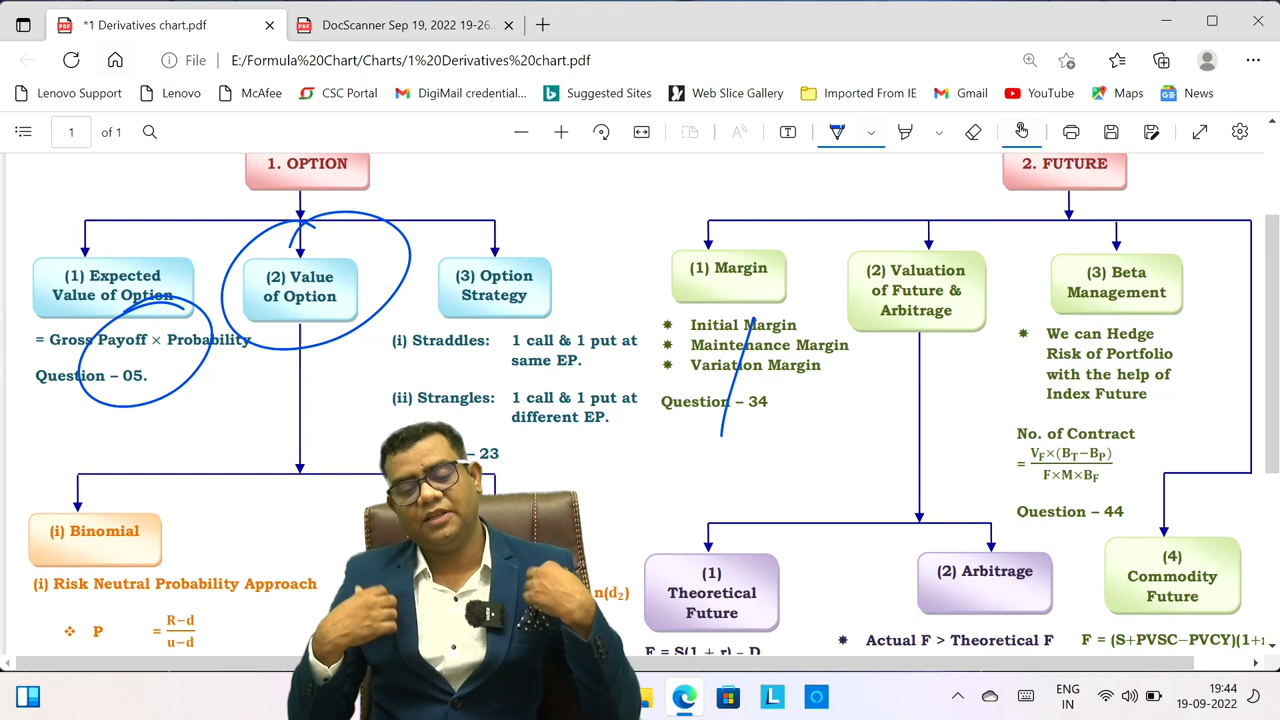 *1 Derivatives chart.pdf
DocScanner Sep 19, 2022 19-26.
File
E:/Formula%20Chart/Charts/1%20Derivatives%20chart.pdf
Lenovo Support
Lenovo
McAfee
CSC Portal
DigiMail credential...
Suggested Sites
Web Slice Gallery
Imported From IE
Gmail
YouTube
Maps
News
1 of 1
1. OPTION
2. FUTURE
(1) Expected
Value of Option
= Gross Payoff × Probability
Question – 05.
(2) Value
of Option
(3) Option
Strategy
(i) Straddles: 1 call & 1 put at
same EP.
(ii) Strangles: 1 call & 1 put at
different EP.
– 23
(1) Margin
✷ Initial Margin
✷ Maintenance Margin
✷ Variation Margin
Question – 34
(2) Valuation
of Future &
Arbitrage
(3) Beta
Management
✷ We can Hedge
Risk of Portfolio
with the help of
Index Future
No. of Contract
= V_F×(B_T−B_P) / F×M×B_F
Question – 44
(i) Binomial
(i) Risk Neutral Probability Approach
❖ P = R−d / u−d
n(d₂)
(1)
Theoretical
Future
F = S(1 + r) – D
(2) Arbitrage
✷ Actual F > Theoretical F
(4)
Commodity
Future
F = (S+PVSC−PVCY)(1+
ENG
IN
19:44
19-09-2022